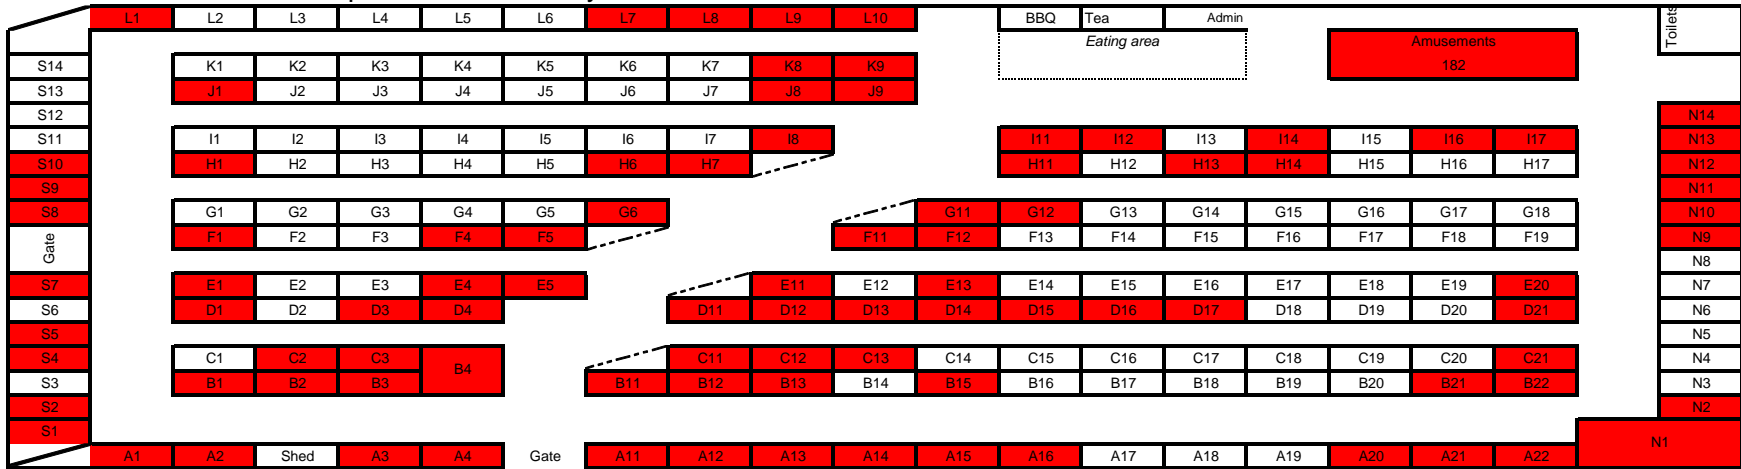 L1 L2 L3 L4 L5 L6 L7 L8 L9 L10 BBQ Tea Admin Toilets
Eating area Amusements
S14 K1 K2 K3 K4 K5 K6 K7 K8 K9 182
S13 J1 J2 J3 J4 J5 J6 J7 J8 J9
S12 N14
S11 I1 I2 I3 I4 I5 I6 I7 I8 I11 I12 I13 I14 I15 I16 I17 N13
S10 H1 H2 H3 H4 H5 H6 H7 H11 H12 H13 H14 H15 H16 H17 N12
S9 N11
S8 G1 G2 G3 G4 G5 G6 G11 G12 G13 G14 G15 G16 G17 G18 N10
Gate F1 F2 F3 F4 F5 F11 F12 F13 F14 F15 F16 F17 F18 F19 N9
N8
S7 E1 E2 E3 E4 E5 E11 E12 E13 E14 E15 E16 E17 E18 E19 E20 N7
S6 D1 D2 D3 D4 D11 D12 D13 D14 D15 D16 D17 D18 D19 D20 D21 N6
S5 N5
S4 C1 C2 C3 B4 C11 C12 C13 C14 C15 C16 C17 C18 C19 C20 C21 N4
S3 B1 B2 B3 B11 B12 B13 B14 B15 B16 B17 B18 B19 B20 B21 B22 N3
S2 N2
S1 N1
A1 A2 Shed A3 A4 Gate A11 A12 A13 A14 A15 A16 A17 A18 A19 A20 A21 A22